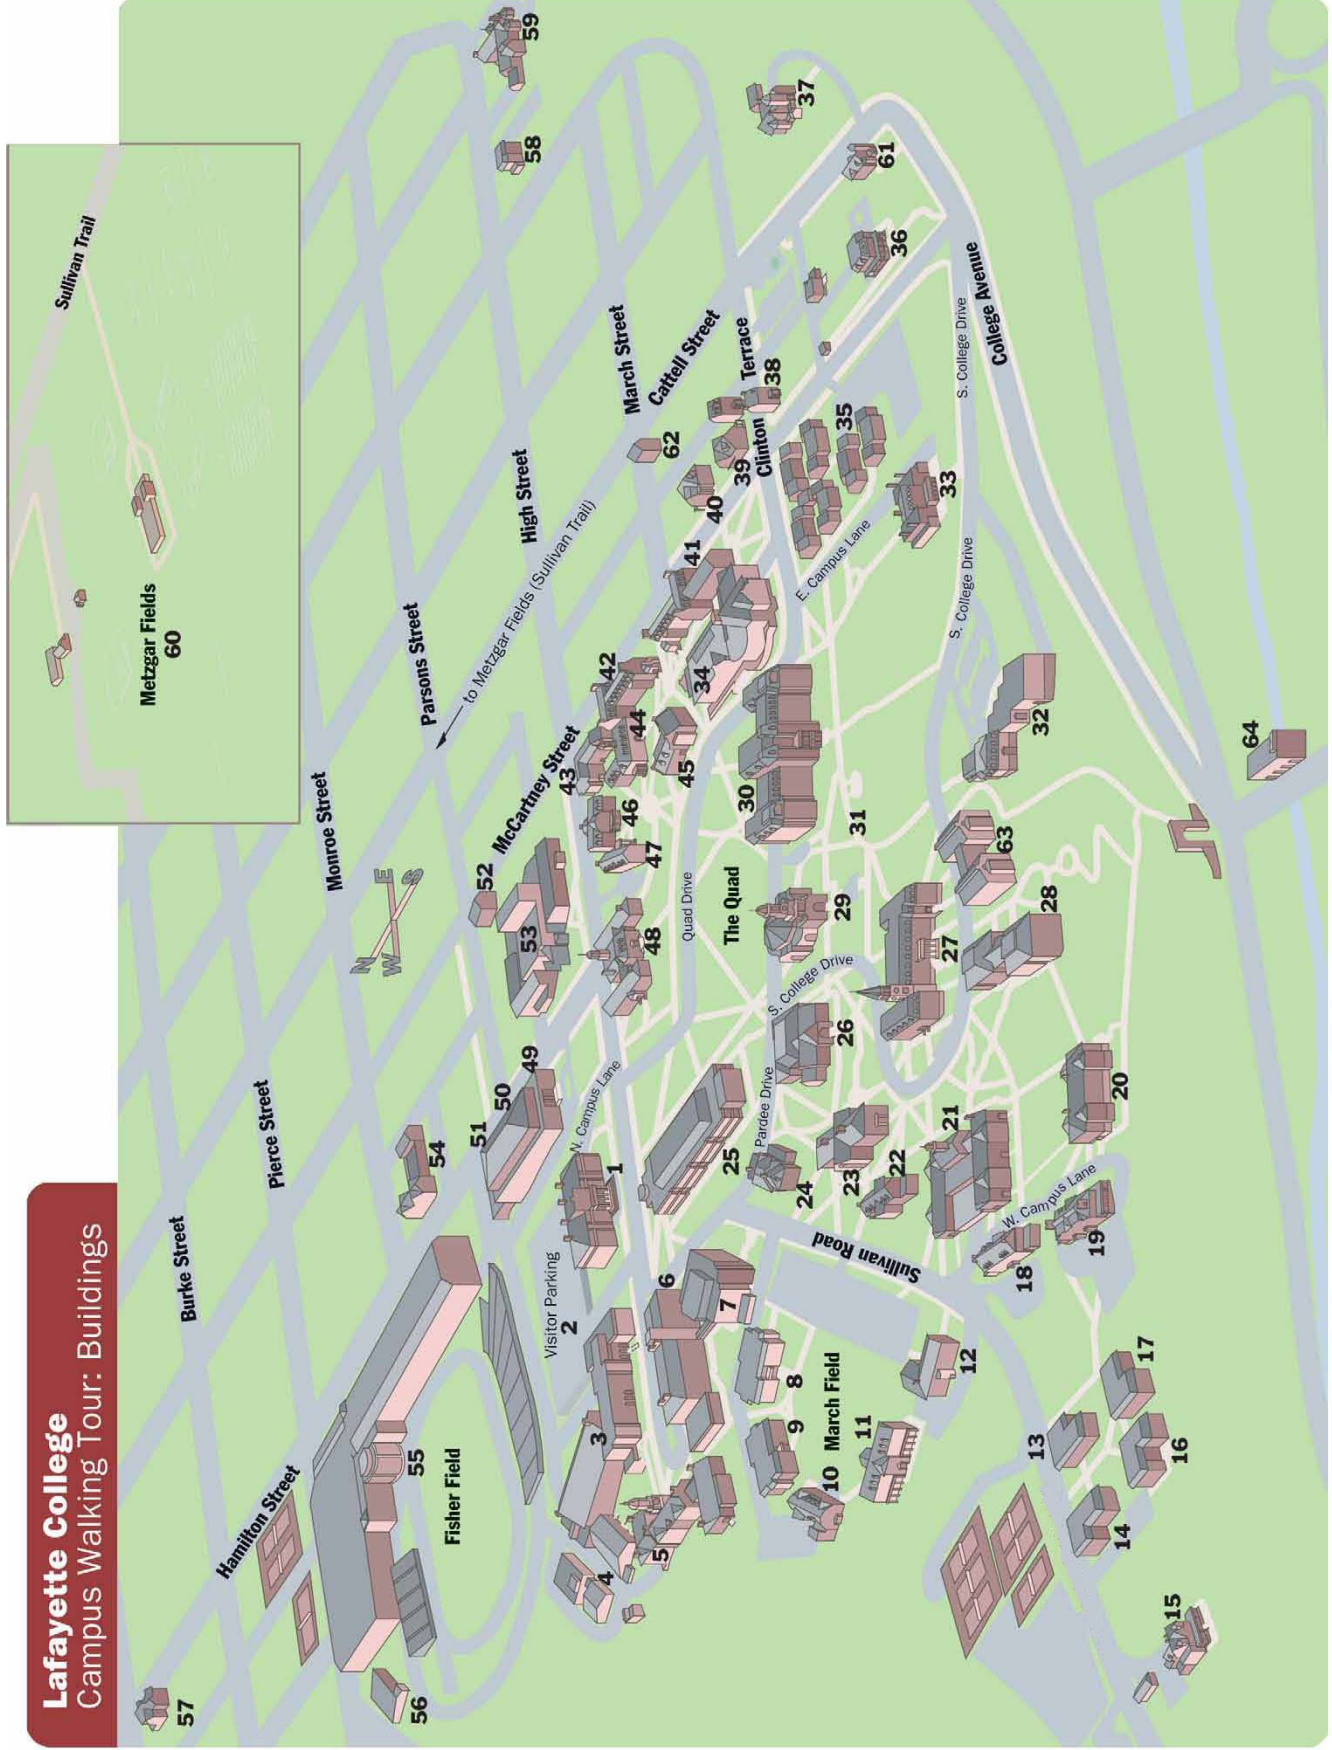 Lafayette College
Campus Walking Tour: Buildings
57
Hamilton Street
Burke Street
Pierce Street
Monroe Street
Parsons Street
High Street
March Street
Cattell Street
Clinton
Terrace
McCartney Street
to Metzgar Fields (Sullivan Trail)
Sullivan Trail
Metzgar Fields
60
N
E
S
W
59
58
37
61
36
38
39
40
62
41
42
43
44
45
46
47
48
52
53
49
50
51
54
55
Fisher Field
56
Visitor Parking
2
N. Campus Lane
1
3
4
5
6
7
8
9
10
March Field
11
12
13
14
15
16
17
18
19
W. Campus Lane
20
21
22
23
24
25
Pardee Drive
Sullivan Road
26
S. College Drive
27
28
29
The Quad
Quad Drive
30
31
63
32
33
34
35
E. Campus Lane
S. College Drive
S. College Drive
College Avenue
64